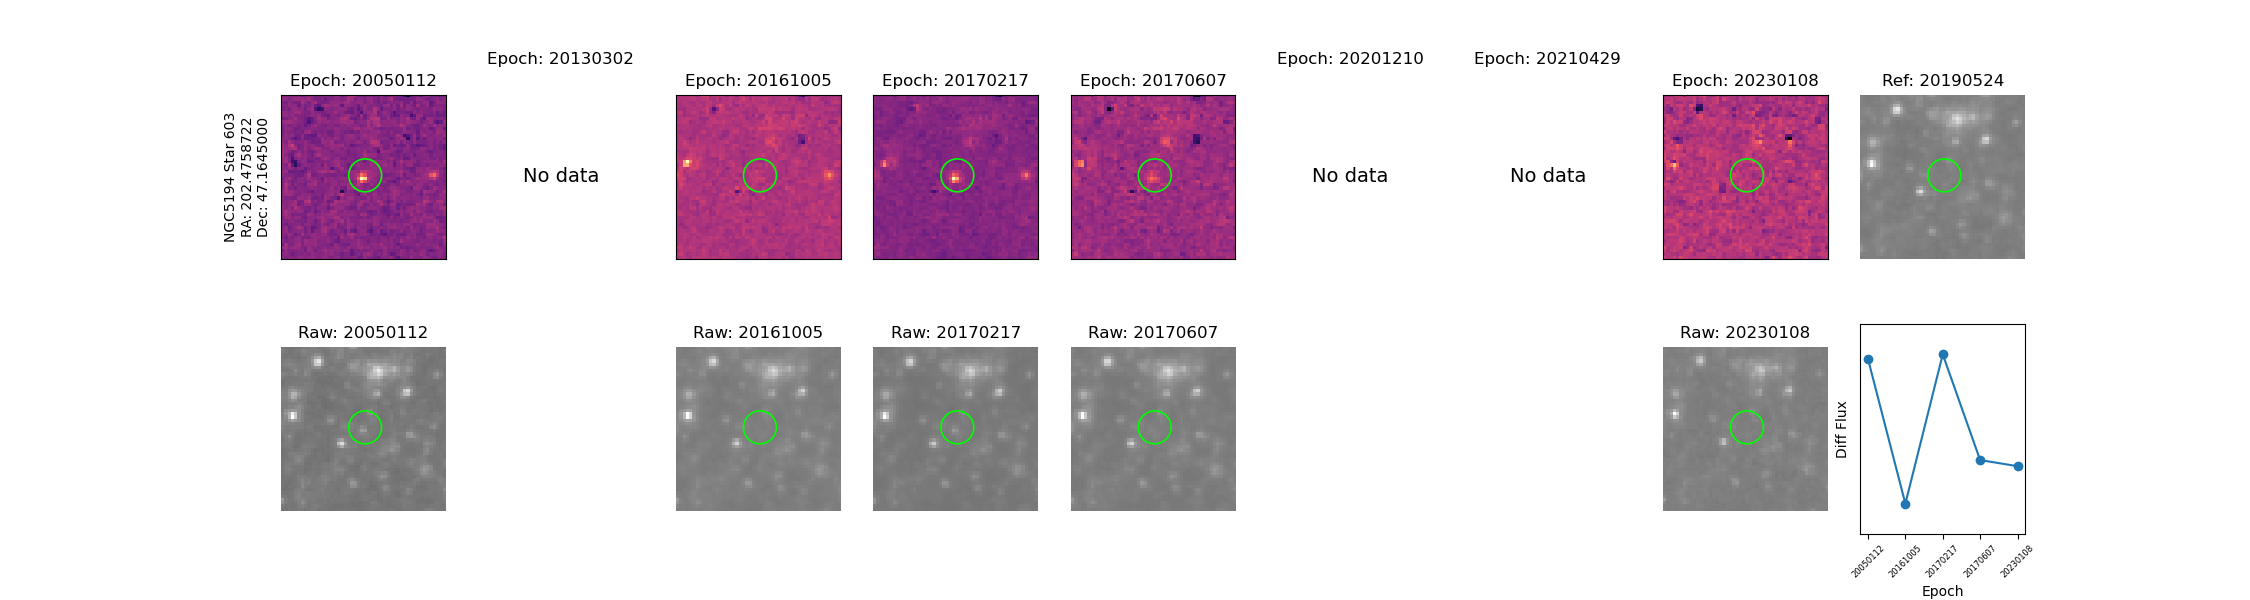 Epoch: 20130302
Epoch: 20201210
Epoch: 20210429
Epoch: 20050112
Epoch: 20161005
Epoch: 20170217
Epoch: 20170607
Epoch: 20230108
Ref: 20190524
NGC5194 Star 603
RA: 202.4758722
Dec: 47.1645000
No data
No data
No data
Raw: 20050112
Raw: 20161005
Raw: 20170217
Raw: 20170607
Raw: 20230108
Diff Flux
20050112
20161005
20170217
20170607
20230108
Epoch